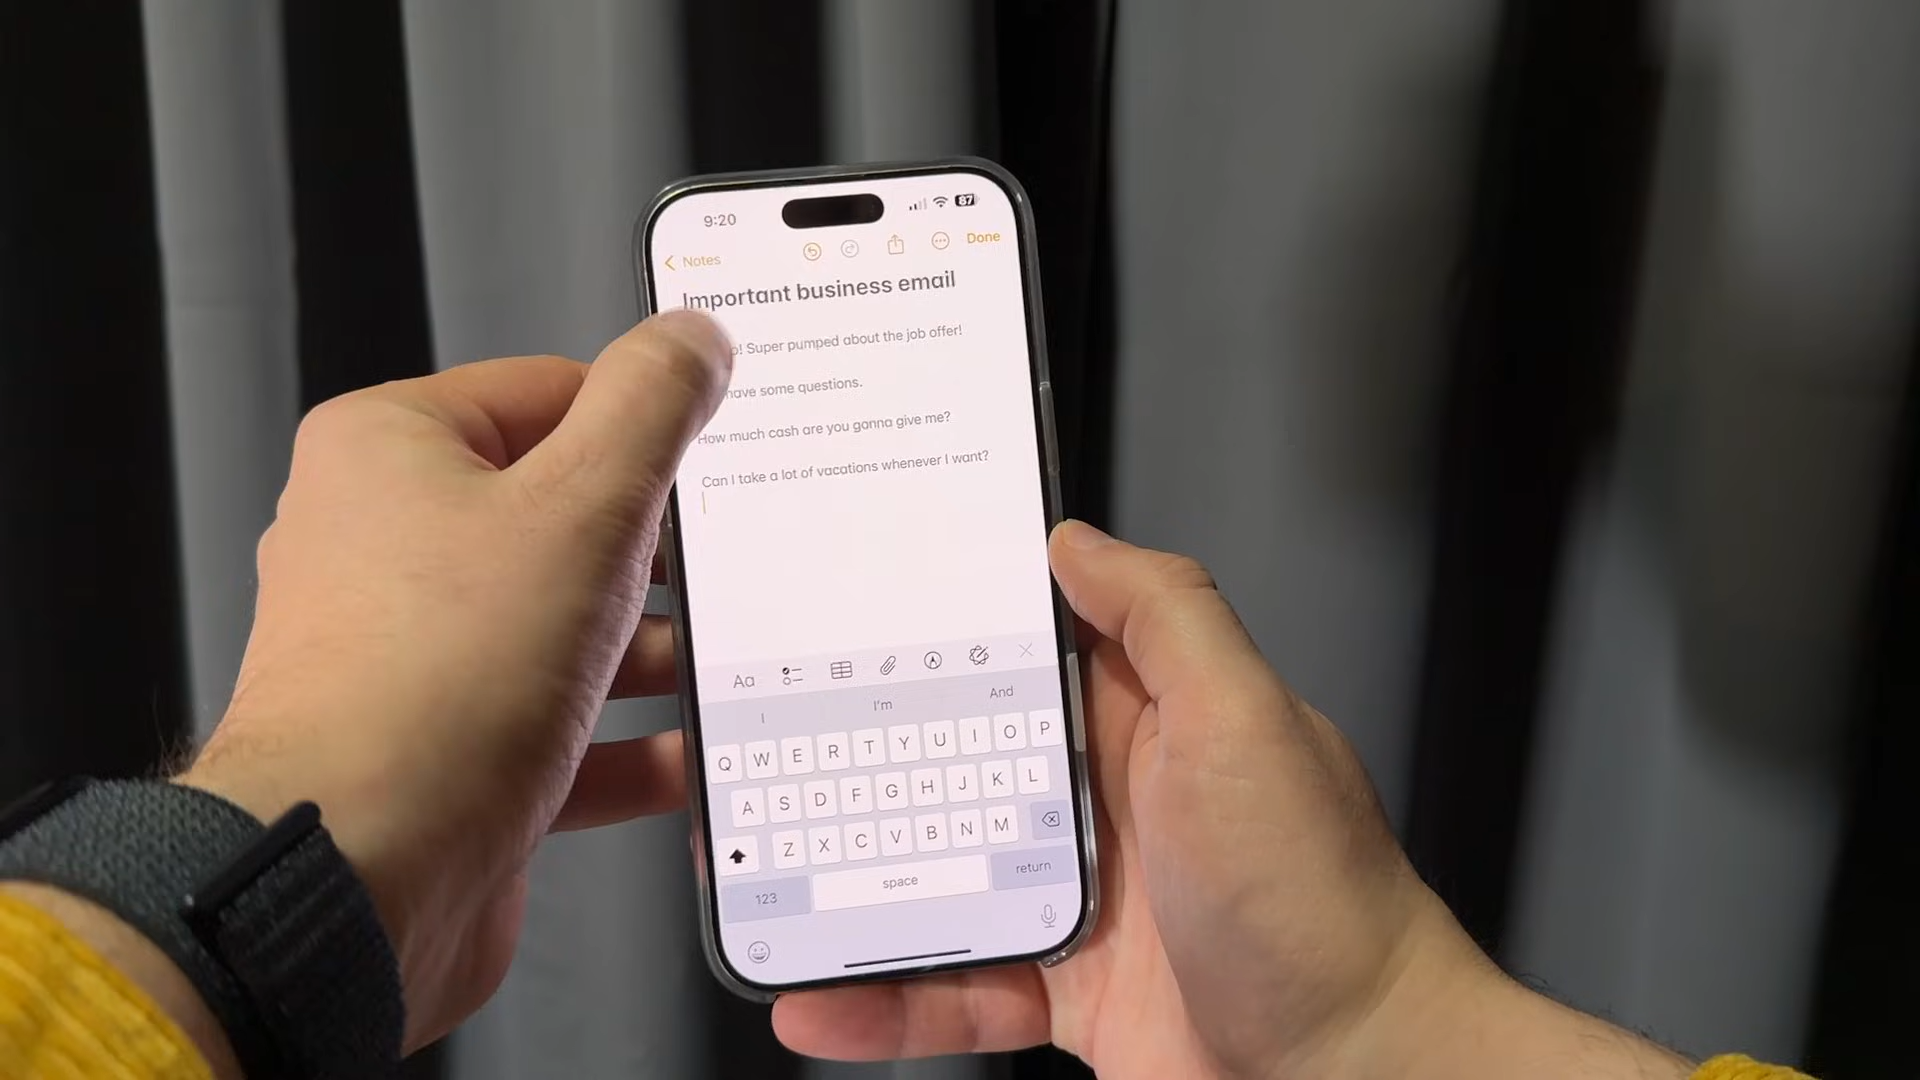 9:20
87
Notes
Done
Important business email
! Super pumped about the job offer!
have some questions.
How much cash are you gonna give me?
Can I take a lot of vacations whenever I want?
Aa
I
I'm
And
Q W E R T Y U I O P
A S D F G H J K L
Z X C V B N M
123
space
return